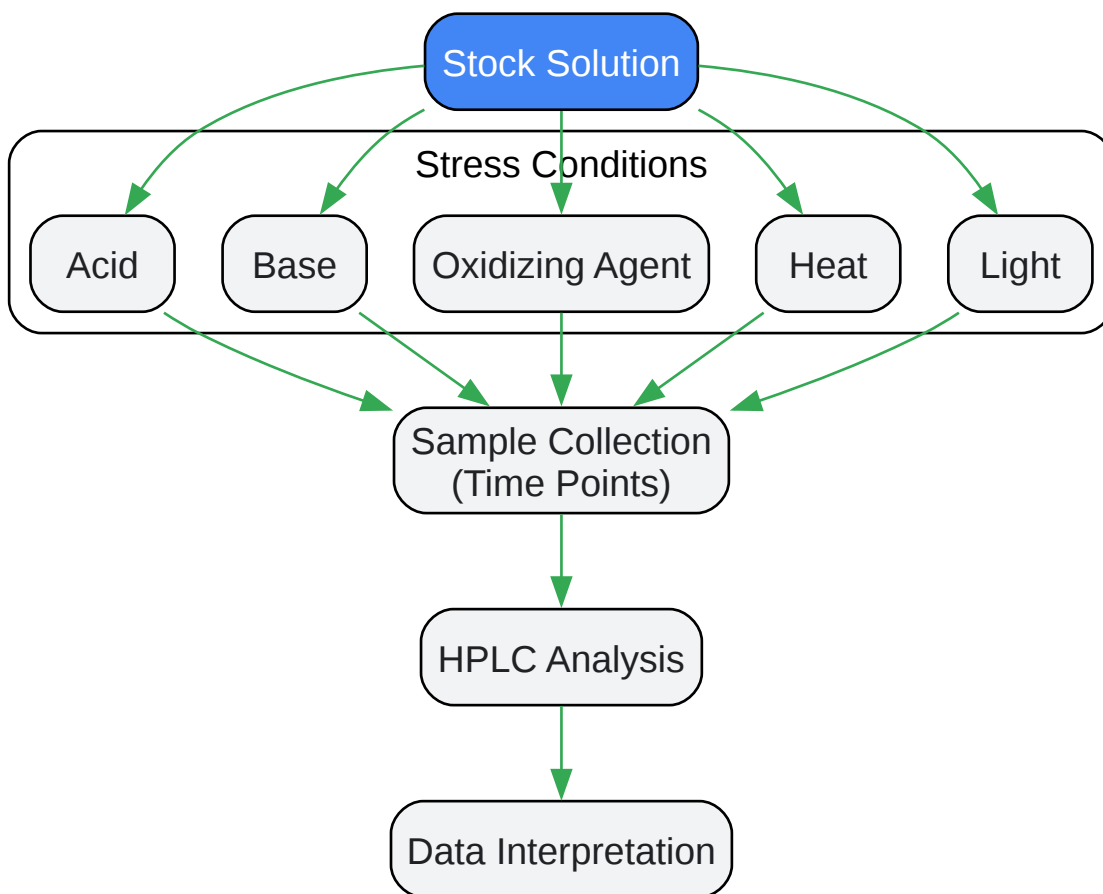 Stock Solution
Stress Conditions
Acid
Base
Oxidizing Agent
Heat
Light
Sample Collection
(Time Points)
HPLC Analysis
Data Interpretation